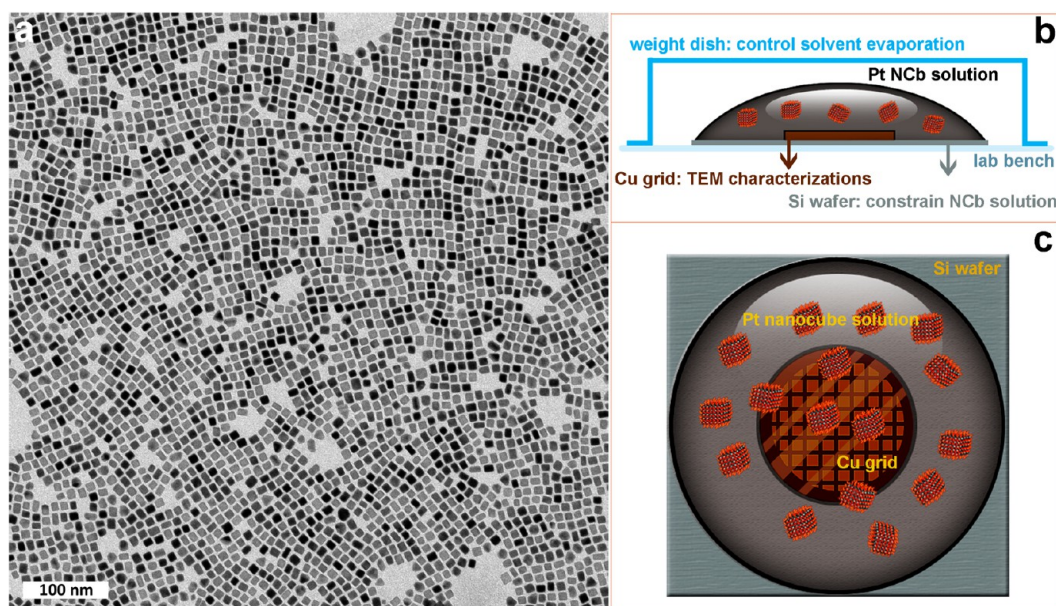 a
100 nm
b
weight dish: control solvent evaporation
Pt NCb solution
lab bench
Cu grid: TEM characterizations
Si wafer: constrain NCb solution
c
Si wafer
Pt nanocube solution
Cu grid